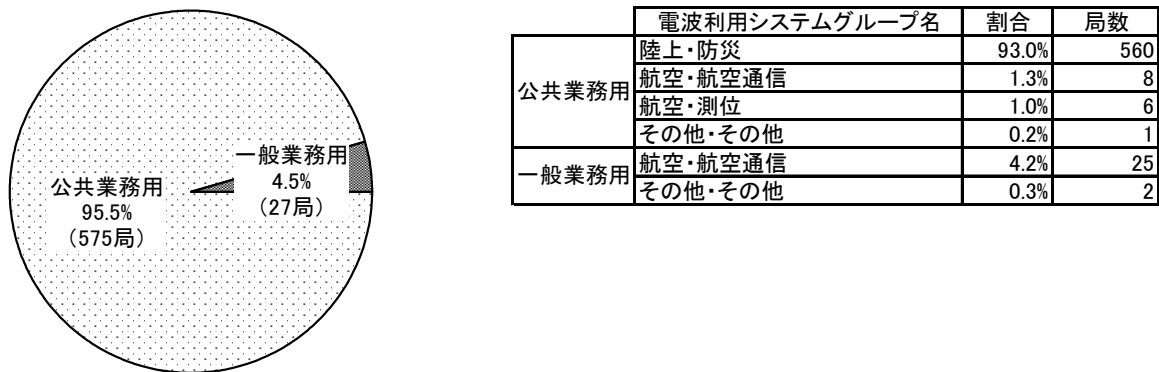 一般業務用
4.5%
（27局）
公共業務用
95.5%
（575局）
電波利用システムグループ名 割合 局数
公共業務用 陸上・防災 93.0% 560
航空・航空通信 1.3% 8
航空・測位 1.0% 6
その他・その他 0.2% 1
一般業務用 航空・航空通信 4.2% 25
その他・その他 0.3% 2